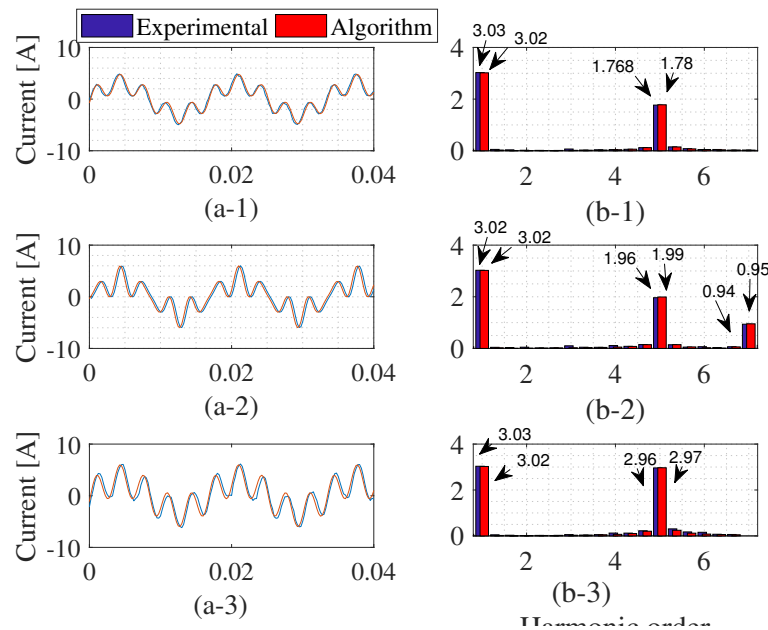 Experimental Algorithm
Current [A]
10
0
-10
0 0.02 0.04
(a-1)
3.03
3.02
1.768
1.78
4
2
0
2 4 6
(b-1)
Current [A]
10
0
-10
0 0.02 0.04
(a-2)
3.02
3.02
1.96
1.99
0.94
0.95
4
2
0
2 4 6
(b-2)
Current [A]
10
0
-10
0 0.02 0.04
(a-3)
3.03
3.02
2.96
2.97
4
2
0
2 4 6
(b-3)
Harmonic order